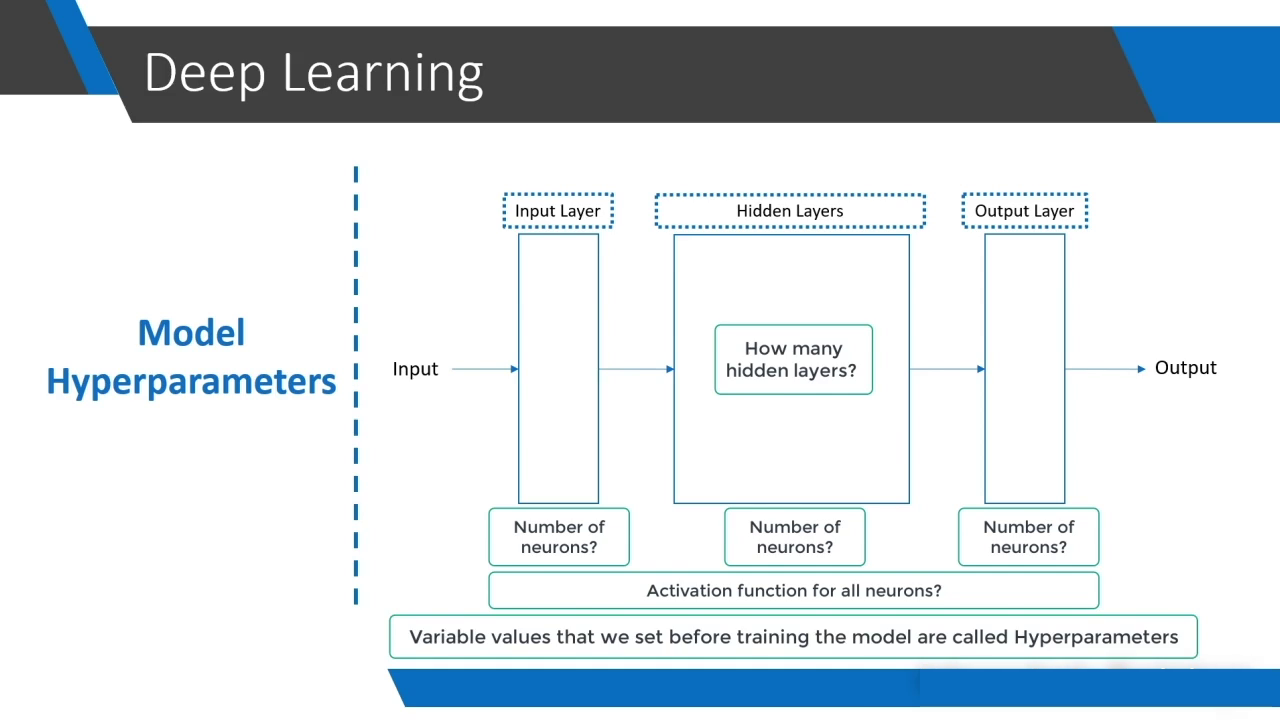 Deep Learning
Model
Hyperparameters
Input Layer
Hidden Layers
Output Layer
Input
How many
hidden layers?
Output
Number of
neurons?
Number of
neurons?
Number of
neurons?
Activation function for all neurons?
Variable values that we set before training the model are called Hyperparameters